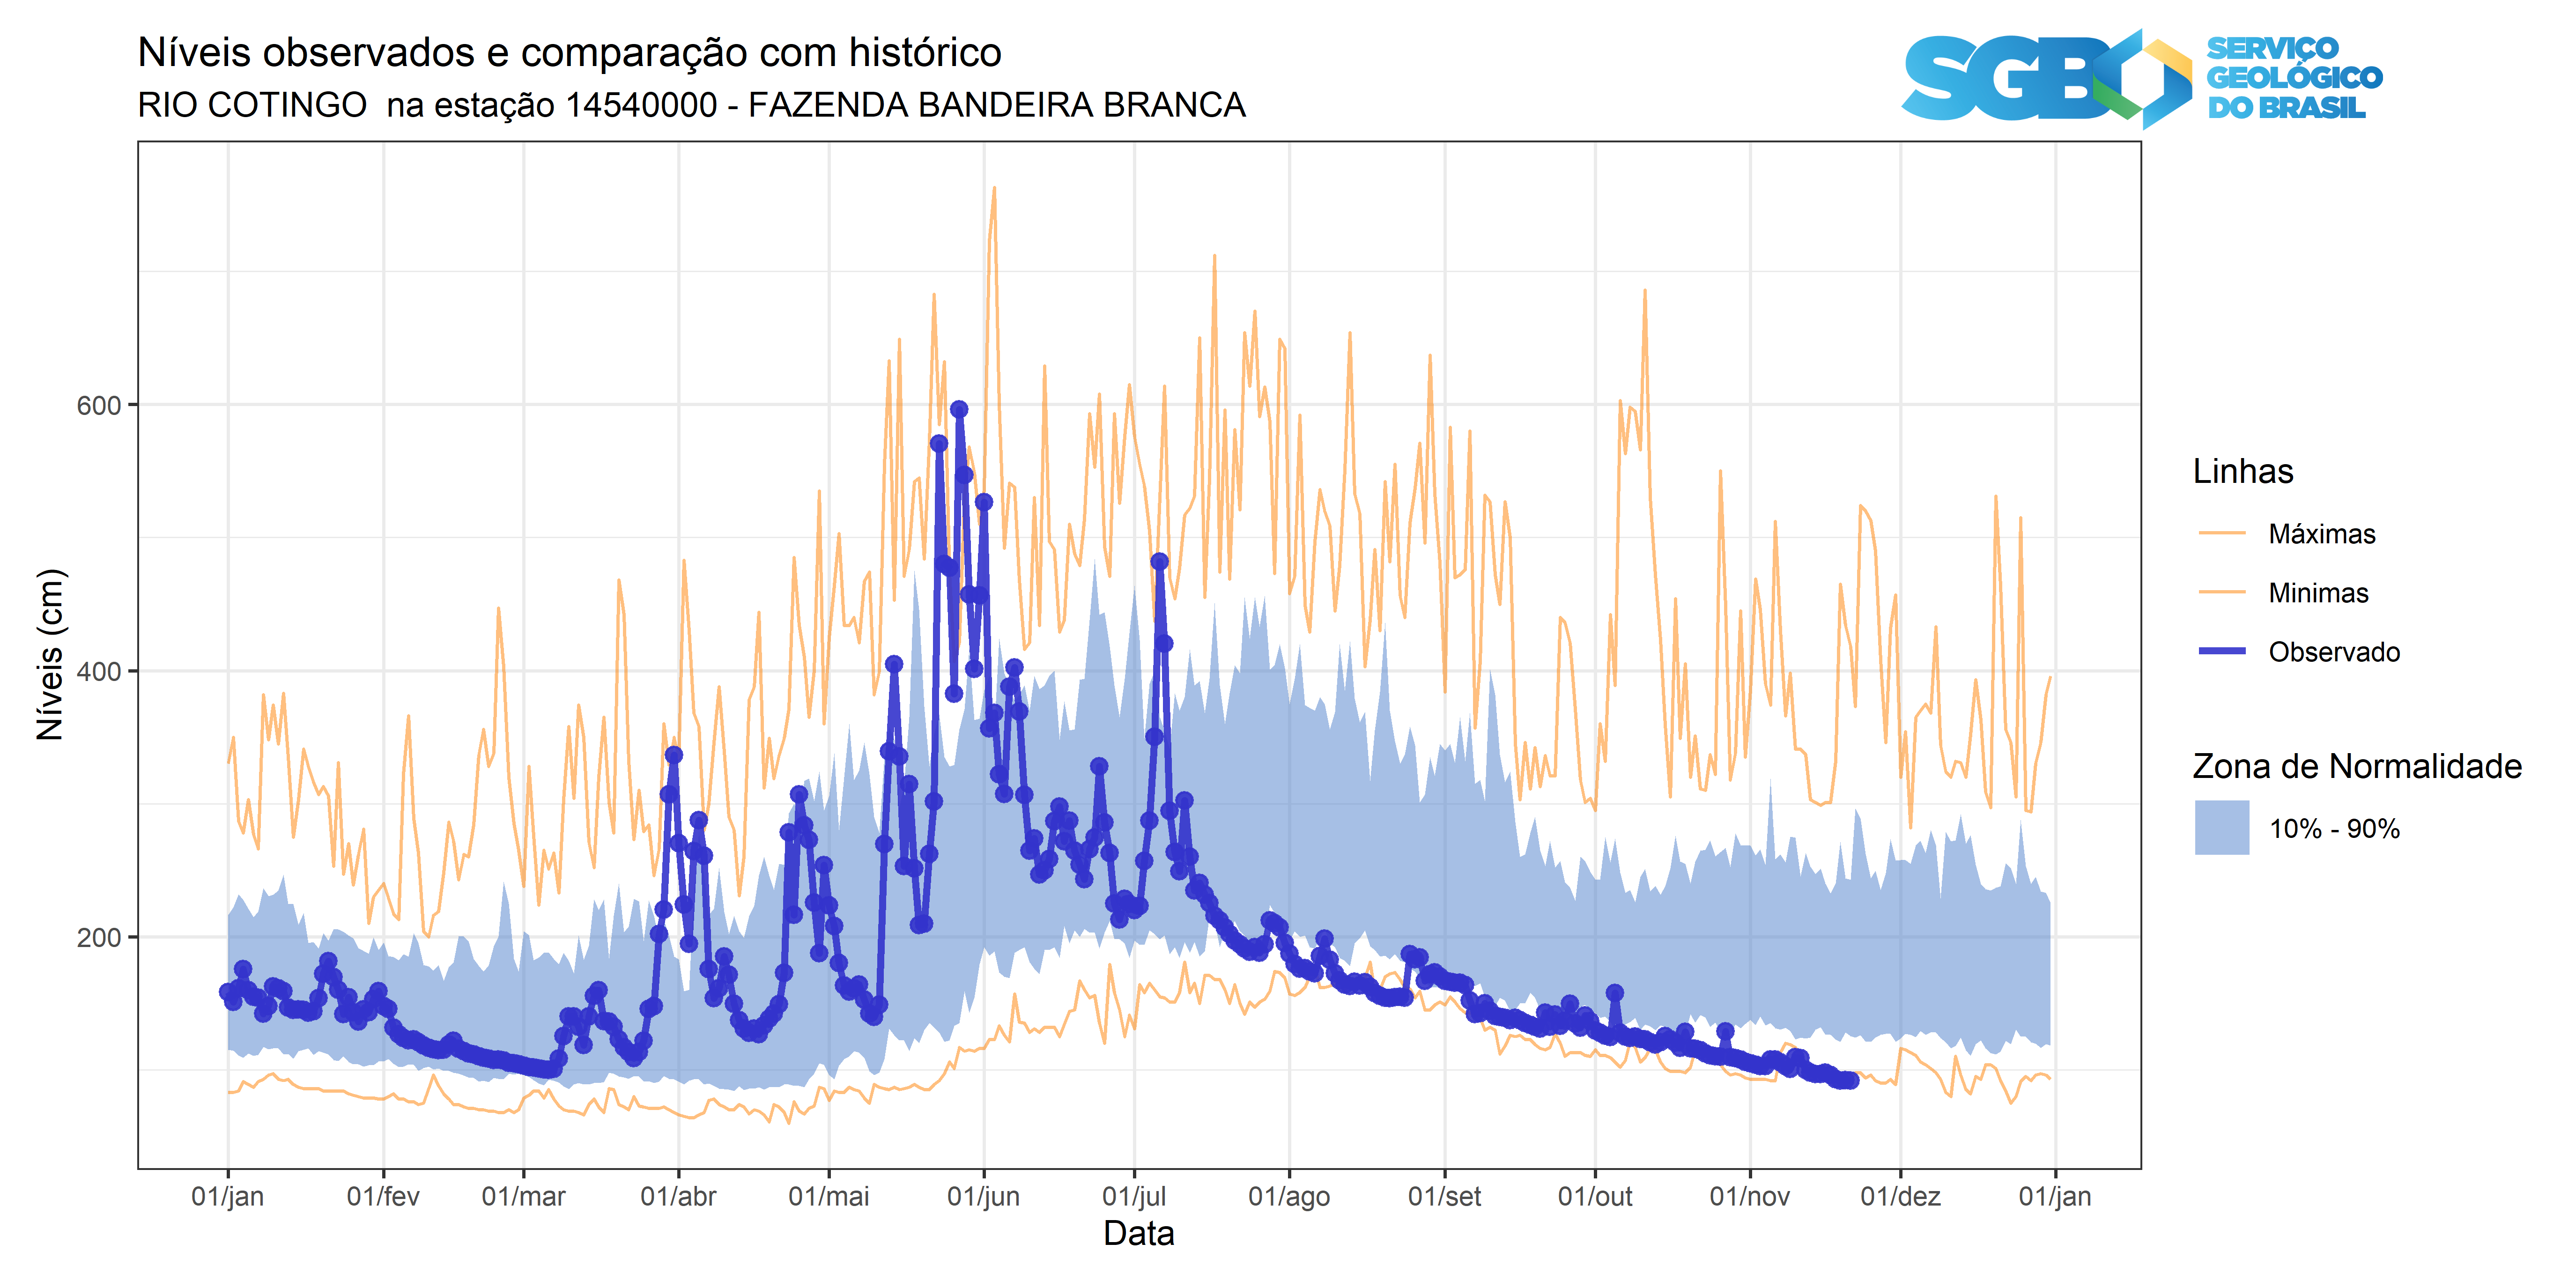 Níveis observados e comparação com histórico
RIO COTINGO  na estação 14540000 - FAZENDA BANDEIRA BRANCA
SGB
SERVIÇO
GEOLÓGICO
DO BRASIL
Níveis (cm)
600
400
200
01/jan 01/fev 01/mar 01/abr 01/mai 01/jun 01/jul 01/ago 01/set 01/out 01/nov 01/dez 01/jan
Data
Linhas
Máximas
Minimas
Observado
Zona de Normalidade
10% - 90%